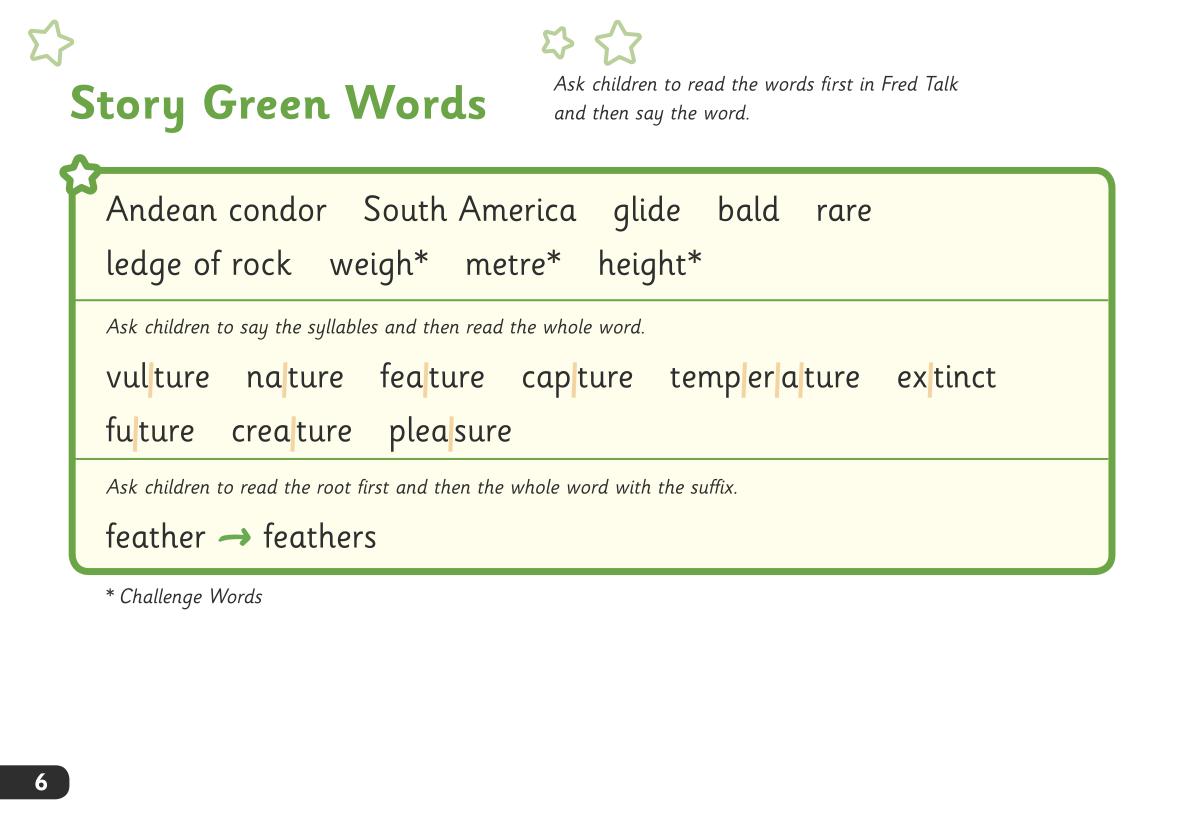 Story Green Words
Ask children to read the words first in Fred Talk
and then say the word.
Andean condor South America glide bald rare
ledge of rock weigh* metre* height*
Ask children to say the syllables and then read the whole word.
vul|ture na|ture fea|ture cap|ture temp|er|a|ture ex|tinct
fu|ture crea|ture plea|sure
Ask children to read the root first and then the whole word with the suffix.
feather → feathers
* Challenge Words
6